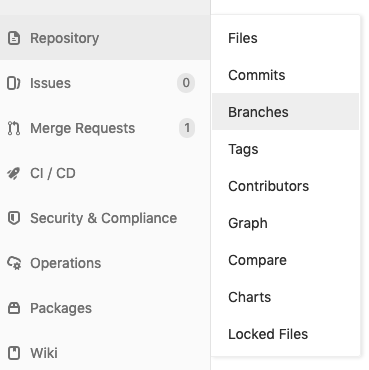 Repository
Issues 0
Merge Requests 1
CI / CD
Security & Compliance
Operations
Packages
Wiki
Files
Commits
Branches
Tags
Contributors
Graph
Compare
Charts
Locked Files